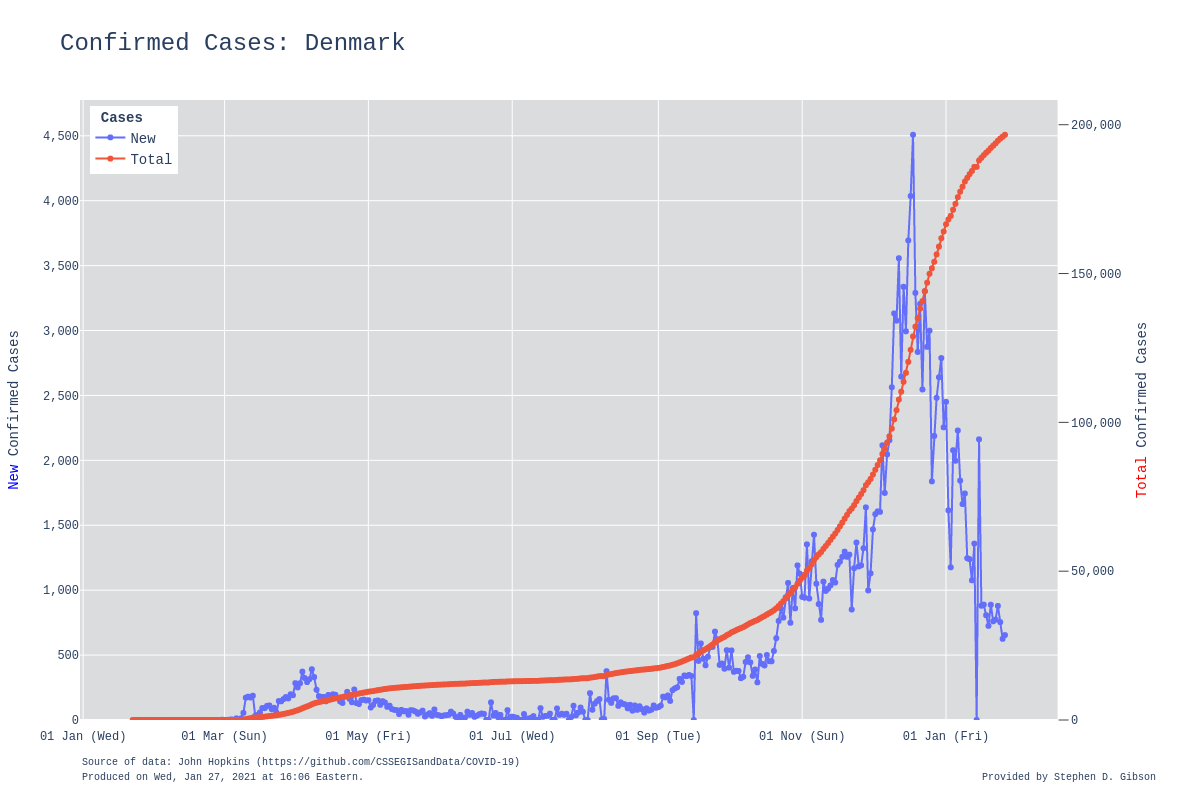 Confirmed Cases: Denmark
Cases
New
Total
4,500
4,000
3,500
3,000
2,500
2,000
1,500
1,000
500
0
200,000
150,000
100,000
50,000
0
New Confirmed Cases
Total Confirmed Cases
01 Jan (Wed)
01 Mar (Sun)
01 May (Fri)
01 Jul (Wed)
01 Sep (Tue)
01 Nov (Sun)
01 Jan (Fri)
Source of data: John Hopkins (https://github.com/CSSEGISandData/COVID-19)
Produced on Wed, Jan 27, 2021 at 16:06 Eastern.
Provided by Stephen D. Gibson